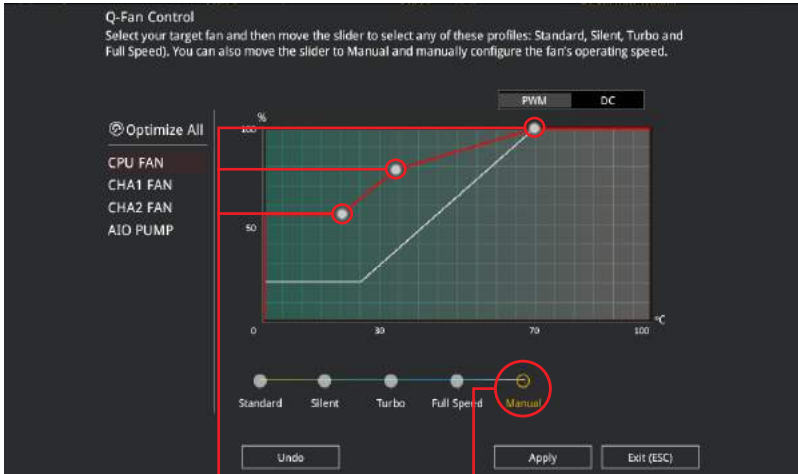 Q-Fan Control
Select your target fan and then move the slider to select any of these profiles: Standard, Silent, Turbo and
Full Speed). You can also move the slider to Manual and manually configure the fan's operating speed.
PWM DC
Optimize All
CPU FAN
CHA1 FAN
CHA2 FAN
AIO PUMP
%
100
50
0 30 70 100
°C
Standard Silent Turbo Full Speed Manual
Undo Apply Exit (ESC)